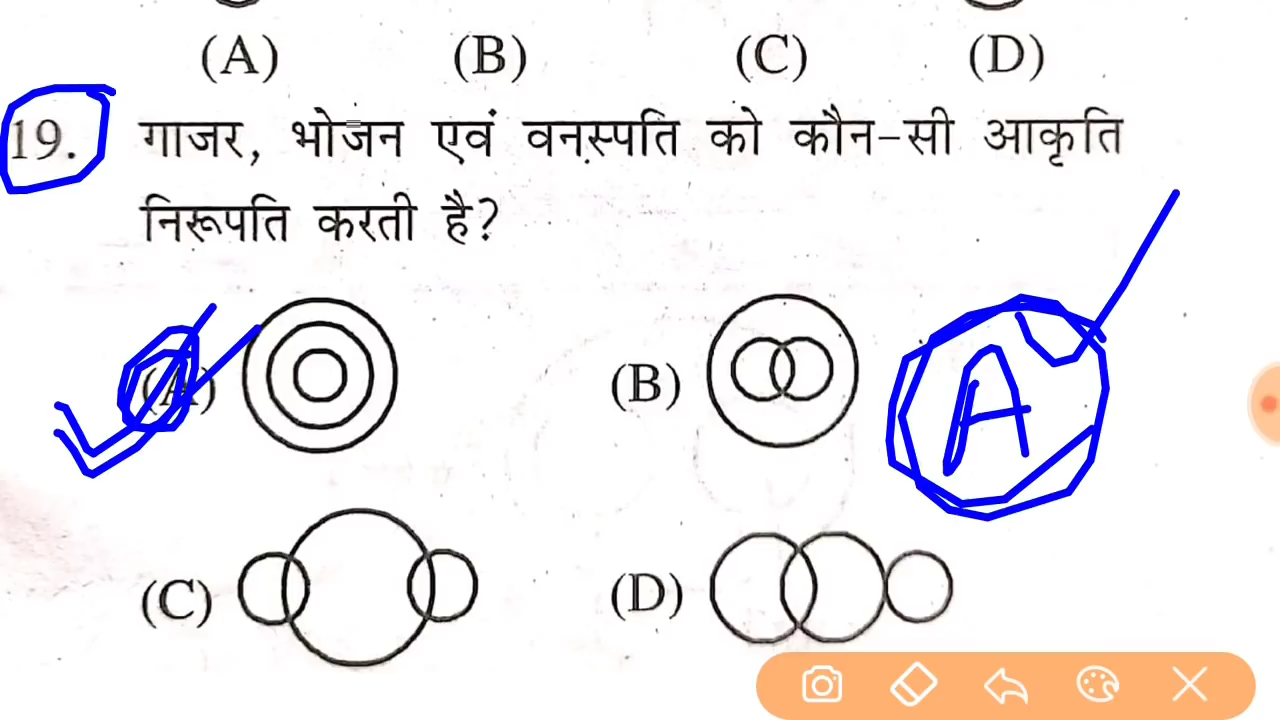 (A) (B) (C) (D)
19. गाजर, भोजन एवं वनस्पति को कौन-सी आकृति
निरूपति करती है?
(A) (B) A
(C) (D)